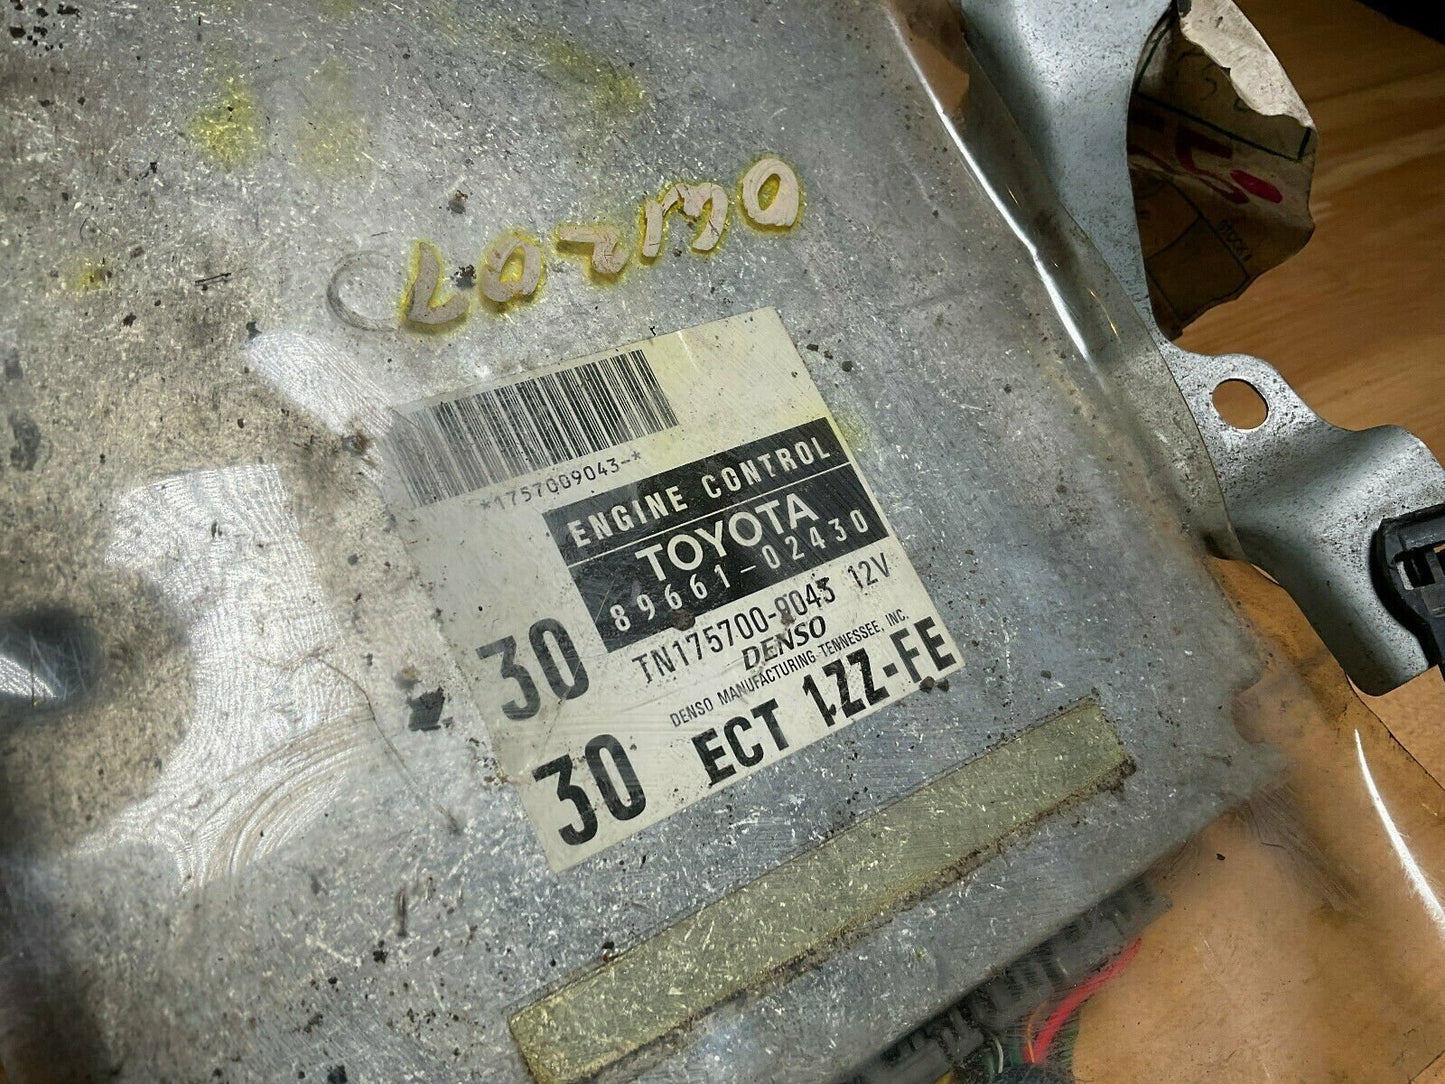 *1757009043-*
ENGINE CONTROL
TOYOTA
89661-02430
30
TN175700-9043 12V
DENSO
DENSO MANUFACTURING TENNESSEE, INC.
30 ECT 1ZZ-FE